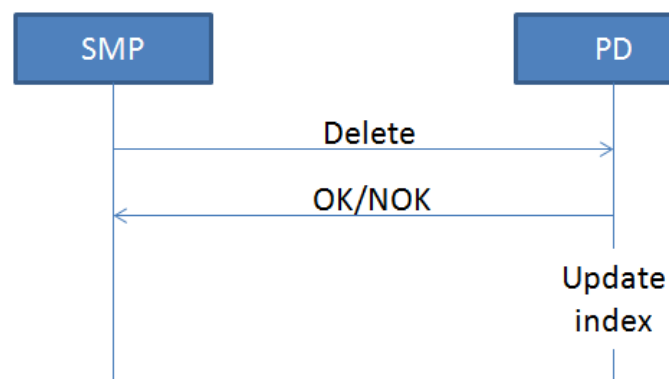 SMP
PD
Delete
OK/NOK
Update
index